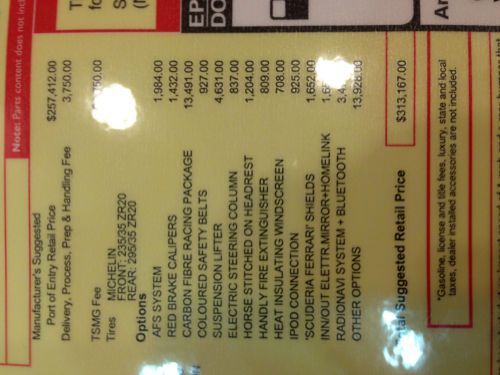 Note: Parts content does not inc
EP
DO
Manufacturer's Suggested
Port of Entry Retail Price $257,412.00
Delivery, Process, Prep & Handling Fee 3,750.00
TSMG Fee
Tires MICHELIN
FRONT: 235/35 ZR20
REAR: 295/35 ZR20
Options
AFS SYSTEM 1,984.00
RED BRAKE CALIPERS 1,432.00
CARBON FIBRE RACING PACKAGE 13,491.00
COLOURED SAFETY BELTS 927.00
SUSPENSION LIFTER 4,631.00
ELECTRIC STEERING COLUMN 837.00
HORSE STITCHED ON HEADREST 1,204.00
HANDLY FIRE EXTINGUISHER 809.00
HEAT INSULATING WINDSCREEN 708.00
IPOD CONNECTION 925.00
'SCUDERIA FERRARI' SHIELDS 1,652.00
INN/OUT ELETTR.MIRROR+HOMELINK
RADIONAVI SYSTEM + BLUETOOTH
OTHER OPTIONS 13,928.00
Suggested Retail Price $313,167.00
*Gasoline, license and title fees, luxury, state and local
taxes, dealer installed accessories are not included.